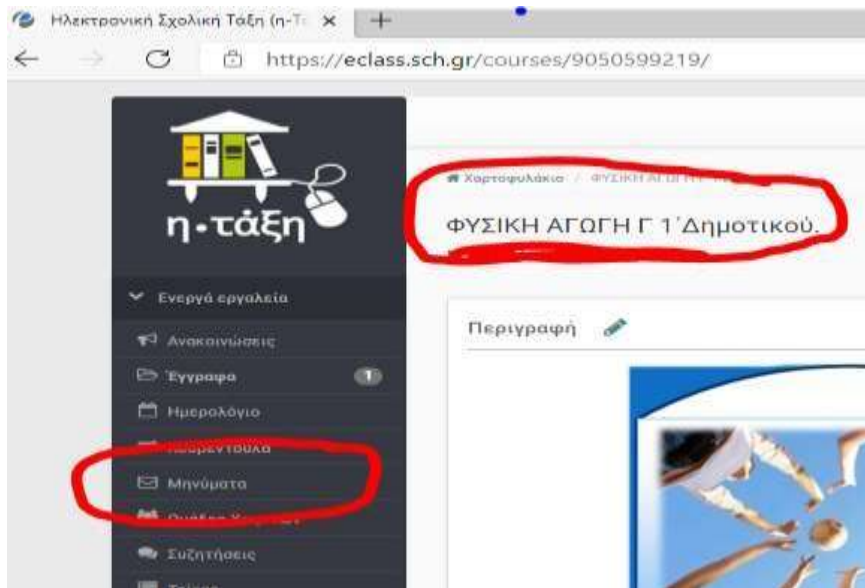 Ηλεκτρονική Σχολική Τάξη (η-Τ
https://eclass.sch.gr/courses/9050599219/
η·τάξη
Χαρτοφυλάκιο / ΦΥΣΙΚΗ
ΦΥΣΙΚΗ ΑΓΩΓΗ Γ 1΄Δημοτικού.
Ενεργά εργαλεία
Ανακοινώσεις
Έγγραφα 1
Ημερολόγιο
Μηνύματα
Συζητήσεις
Περιγραφή